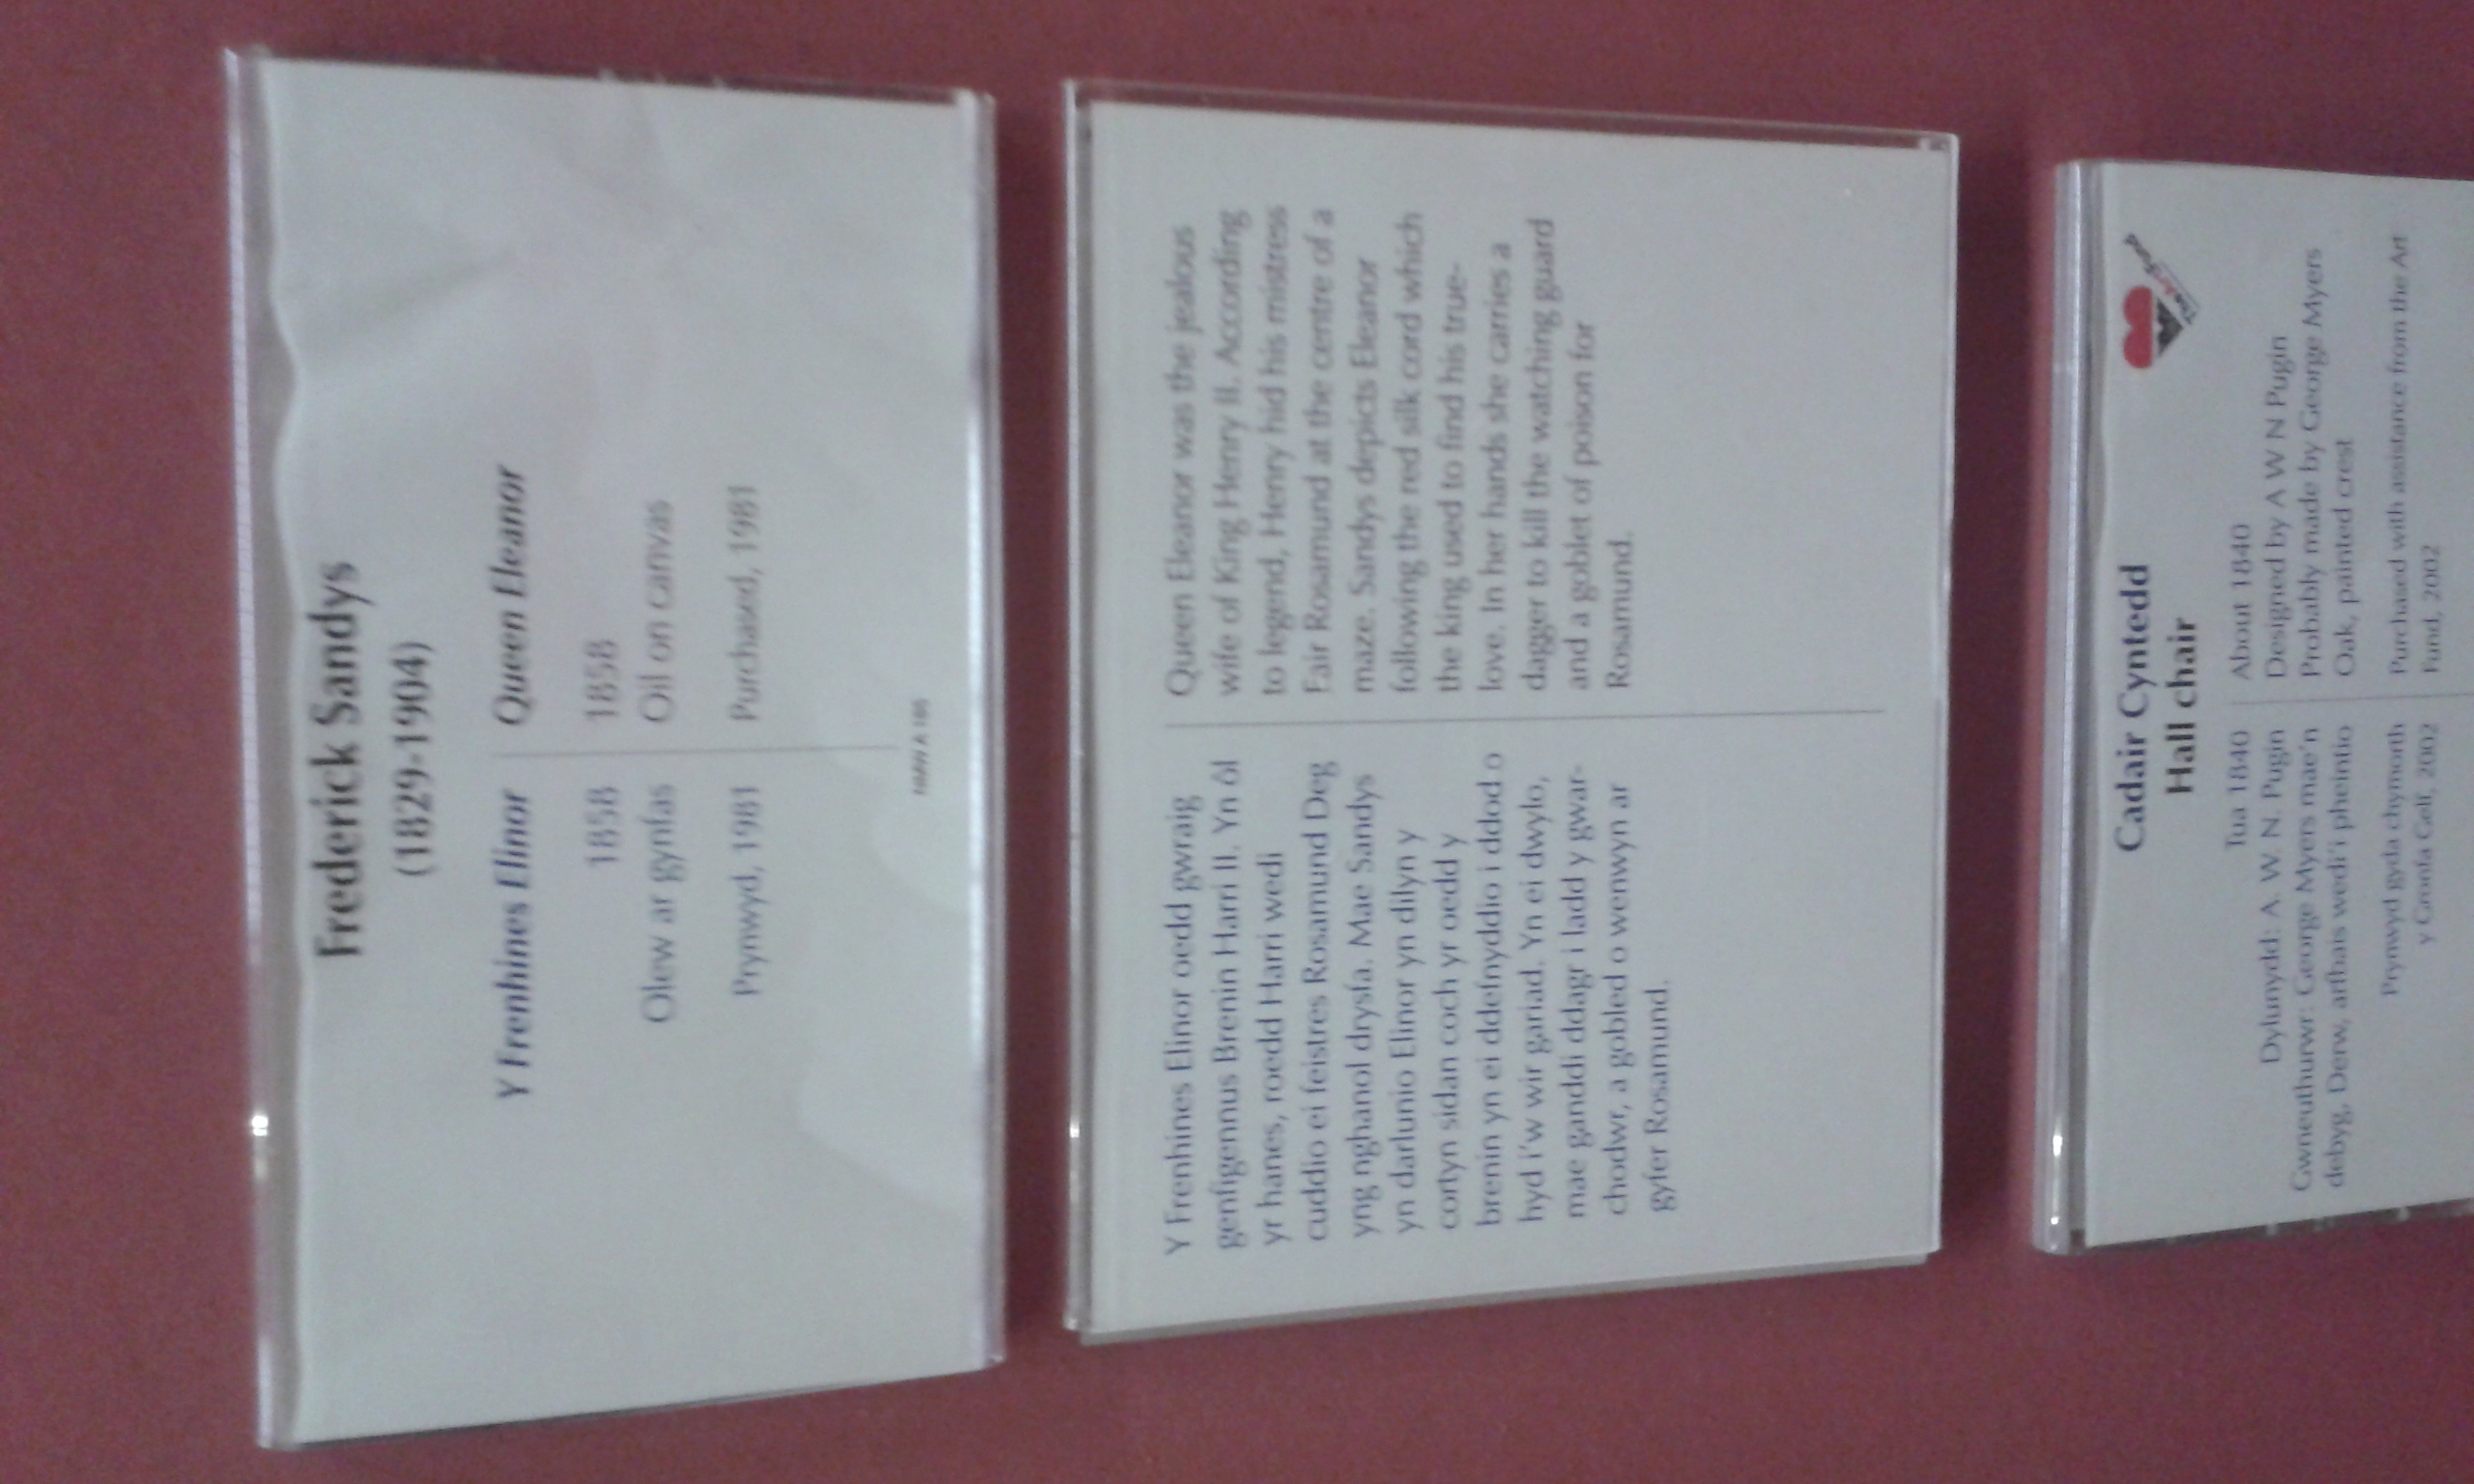 Frederick Sandys
(1829-1904)
Y Frenhines Elinor
1858
Olew ar gynfas
Prynwyd, 1981
Queen Eleanor
1858
Oil on canvas
Purchased, 1981
NMW A 186
Y Frenhines Elinor oedd gwraig
genfigennus Brenin Harri II. Yn ôl
yr hanes, roedd Harri wedi
cuddio ei feistres Rosamund Deg
yng nghanol drysfa. Mae Sandys
yn darlunio Elinor yn dilyn y
cortyn sidan coch yr oedd y
brenin yn ei ddefnyddio i ddod o
hyd i'w wir gariad. Yn ei dwylo,
mae ganddi ddagr i ladd y gwar-
chodwr, a gobled o wenwyn ar
gyfer Rosamund.
Queen Eleanor was the jealous
wife of King Henry II. According
to legend, Henry hid his mistress
Fair Rosamund at the centre of a
maze. Sandys depicts Eleanor
following the red silk cord which
the king used to find his true-
love. In her hands she carries a
dagger to kill the watching guard
and a goblet of poison for
Rosamund.
Cadair Cyntedd
Hall chair
TheArtFund
Tua 1840
Dylunydd: A. W. N. Pugin
Gwneuthurwr: George Myers mae'n
debyg, Derw, arfbais wedi'i pheintio
Prynwyd gyda chymorth
y Gronfa Gelf, 2002
About 1840
Designed by A W N Pugin
Probably made by George Myers
Oak, painted crest
Purchased with assistance from the Art
Fund, 2002